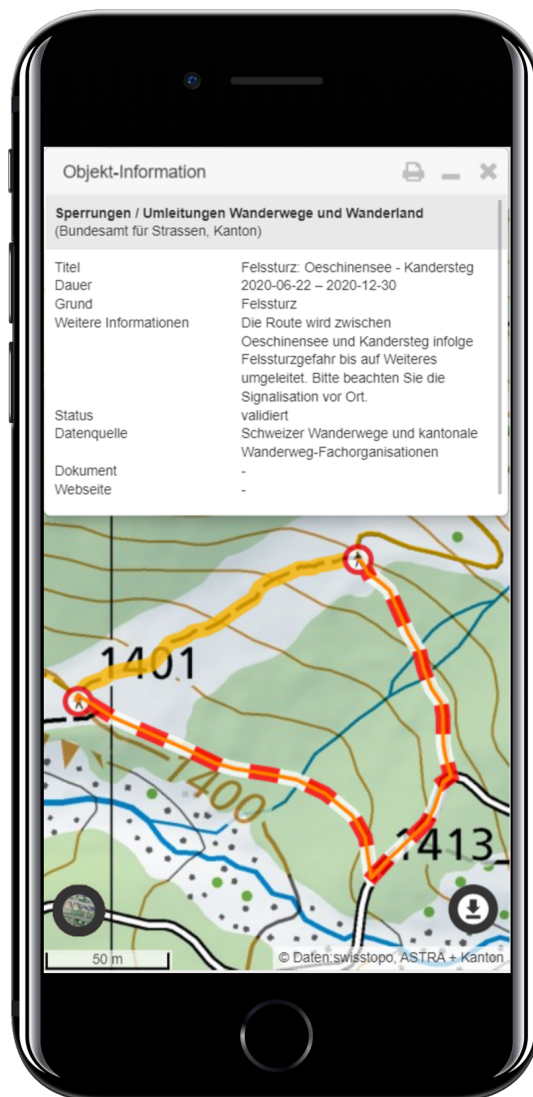 Objekt-Information
Sperrungen / Umleitungen Wanderwege und Wanderland
(Bundesamt für Strassen, Kanton)
Titel Felssturz: Oeschinensee - Kandersteg
Dauer 2020-06-22 – 2020-12-30
Grund Felssturz
Weitere Informationen Die Route wird zwischen
Oeschinensee und Kandersteg infolge
Felssturzgefahr bis auf Weiteres
umgeleitet. Bitte beachten Sie die
Signalisation vor Ort.
Status validiert
Datenquelle Schweizer Wanderwege und kantonale
Wanderweg-Fachorganisationen
Dokument -
Webseite -
1401
1400
1413
50 m
© Daten:swisstopo, ASTRA + Kanton